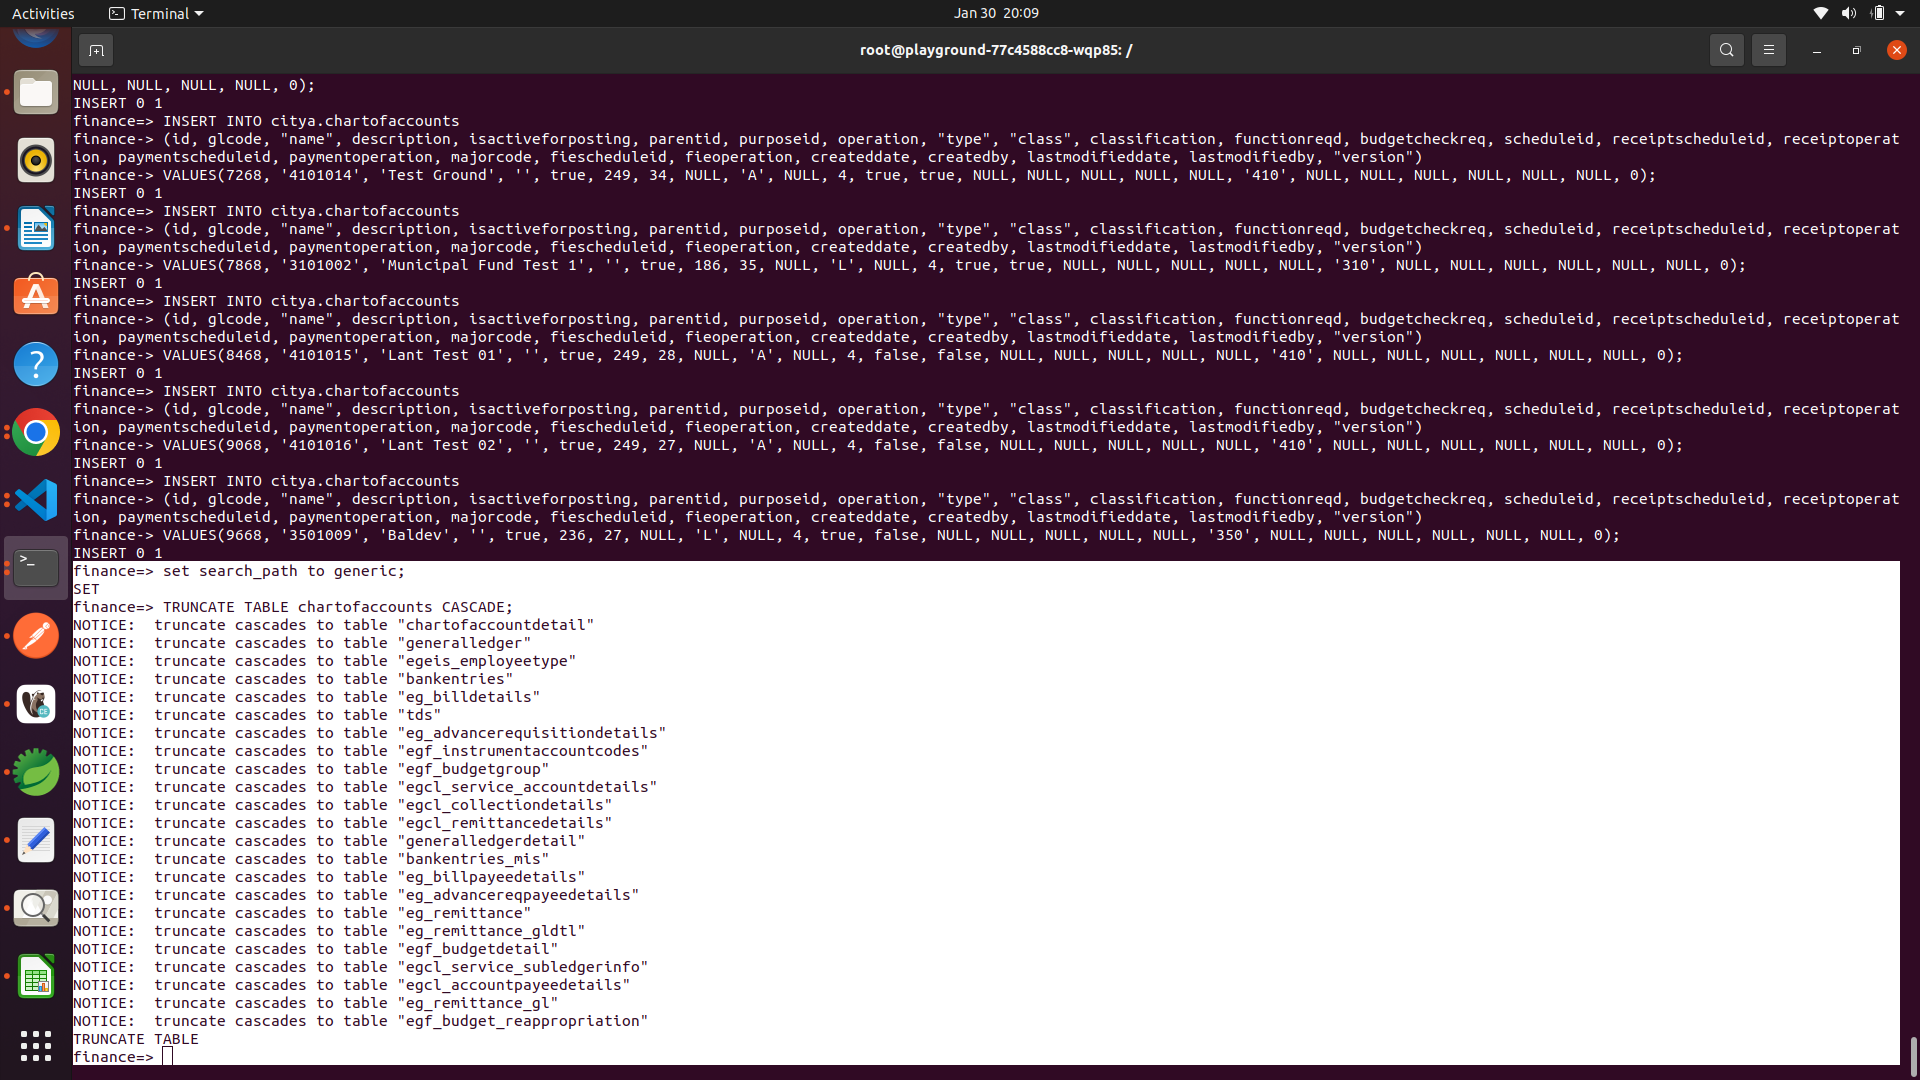 Activities
Terminal
Jan 30 20:09
root@playground-77c4588cc8-wqp85: /
NULL, NULL, NULL, NULL, 0);
INSERT 0 1
finance=> INSERT INTO citya.chartofaccounts
finance-> (id, glcode, "name", description, isactiveforposting, parentid, purposeid, operation, "type", "class", classification, functionreqd, budgetcheckreq, scheduleid, receiptscheduleid, receiptoperat
ion, paymentscheduleid, paymentoperation, majorcode, fiescheduleid, fieoperation, createddate, createdby, lastmodifieddate, lastmodifiedby, "version")
finance-> VALUES(7268, '4101014', 'Test Ground', '', true, 249, 34, NULL, 'A', NULL, 4, true, true, NULL, NULL, NULL, NULL, NULL, '410', NULL, NULL, NULL, NULL, NULL, NULL, 0);
INSERT 0 1
finance=> INSERT INTO citya.chartofaccounts
finance-> (id, glcode, "name", description, isactiveforposting, parentid, purposeid, operation, "type", "class", classification, functionreqd, budgetcheckreq, scheduleid, receiptscheduleid, receiptoperat
ion, paymentscheduleid, paymentoperation, majorcode, fiescheduleid, fieoperation, createddate, createdby, lastmodifieddate, lastmodifiedby, "version")
finance-> VALUES(7868, '3101002', 'Municipal Fund Test 1', '', true, 186, 35, NULL, 'L', NULL, 4, true, true, NULL, NULL, NULL, NULL, NULL, '310', NULL, NULL, NULL, NULL, NULL, NULL, 0);
INSERT 0 1
finance=> INSERT INTO citya.chartofaccounts
finance-> (id, glcode, "name", description, isactiveforposting, parentid, purposeid, operation, "type", "class", classification, functionreqd, budgetcheckreq, scheduleid, receiptscheduleid, receiptoperat
ion, paymentscheduleid, paymentoperation, majorcode, fiescheduleid, fieoperation, createddate, createdby, lastmodifieddate, lastmodifiedby, "version")
finance-> VALUES(8468, '4101015', 'Lant Test 01', '', true, 249, 28, NULL, 'A', NULL, 4, false, false, NULL, NULL, NULL, NULL, NULL, '410', NULL, NULL, NULL, NULL, NULL, NULL, 0);
INSERT 0 1
finance=> INSERT INTO citya.chartofaccounts
finance-> (id, glcode, "name", description, isactiveforposting, parentid, purposeid, operation, "type", "class", classification, functionreqd, budgetcheckreq, scheduleid, receiptscheduleid, receiptoperat
ion, paymentscheduleid, paymentoperation, majorcode, fiescheduleid, fieoperation, createddate, createdby, lastmodifieddate, lastmodifiedby, "version")
finance-> VALUES(9068, '4101016', 'Lant Test 02', '', true, 249, 27, NULL, 'A', NULL, 4, false, false, NULL, NULL, NULL, NULL, NULL, '410', NULL, NULL, NULL, NULL, NULL, NULL, 0);
INSERT 0 1
finance=> INSERT INTO citya.chartofaccounts
finance-> (id, glcode, "name", description, isactiveforposting, parentid, purposeid, operation, "type", "class", classification, functionreqd, budgetcheckreq, scheduleid, receiptscheduleid, receiptoperat
ion, paymentscheduleid, paymentoperation, majorcode, fiescheduleid, fieoperation, createddate, createdby, lastmodifieddate, lastmodifiedby, "version")
finance-> VALUES(9668, '3501009', 'Baldev', '', true, 236, 27, NULL, 'L', NULL, 4, true, false, NULL, NULL, NULL, NULL, NULL, '350', NULL, NULL, NULL, NULL, NULL, NULL, 0);
INSERT 0 1
finance=> set search_path to generic;
SET
finance=> TRUNCATE TABLE chartofaccounts CASCADE;
NOTICE:  truncate cascades to table "chartofaccountdetail"
NOTICE:  truncate cascades to table "generalledger"
NOTICE:  truncate cascades to table "egeis_employeetype"
NOTICE:  truncate cascades to table "bankentries"
NOTICE:  truncate cascades to table "eg_billdetails"
NOTICE:  truncate cascades to table "tds"
NOTICE:  truncate cascades to table "eg_advancerequisitiondetails"
NOTICE:  truncate cascades to table "egf_instrumentaccountcodes"
NOTICE:  truncate cascades to table "egf_budgetgroup"
NOTICE:  truncate cascades to table "egcl_service_accountdetails"
NOTICE:  truncate cascades to table "egcl_collectiondetails"
NOTICE:  truncate cascades to table "egcl_remittancedetails"
NOTICE:  truncate cascades to table "generalledgerdetail"
NOTICE:  truncate cascades to table "bankentries_mis"
NOTICE:  truncate cascades to table "eg_billpayeedetails"
NOTICE:  truncate cascades to table "eg_advancereqpayeedetails"
NOTICE:  truncate cascades to table "eg_remittance"
NOTICE:  truncate cascades to table "eg_remittance_gldtl"
NOTICE:  truncate cascades to table "egf_budgetdetail"
NOTICE:  truncate cascades to table "egcl_service_subledgerinfo"
NOTICE:  truncate cascades to table "egcl_accountpayeedetails"
NOTICE:  truncate cascades to table "eg_remittance_gl"
NOTICE:  truncate cascades to table "egf_budget_reappropriation"
TRUNCATE TABLE
finance=>